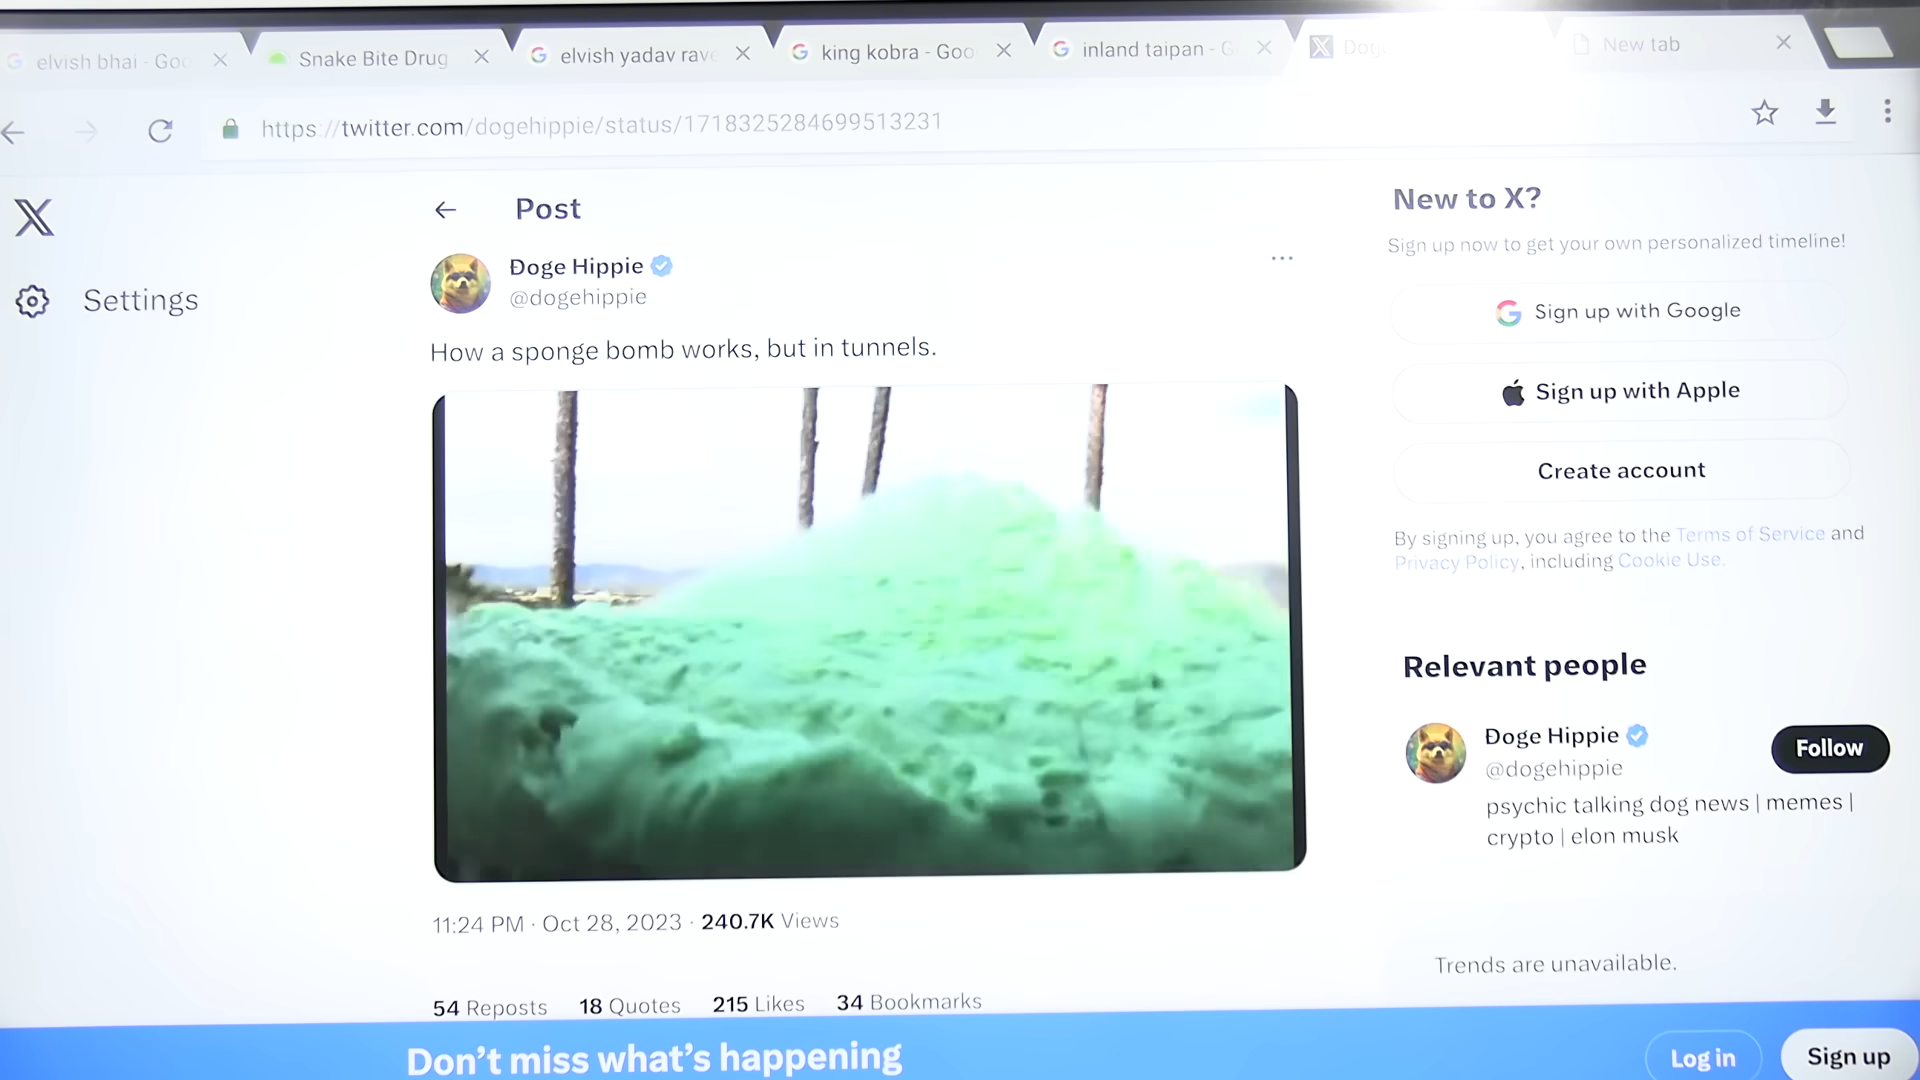 elvish bhai - Goo
Snake Bite Drug
elvish yadav rave
king kobra - Goo
inland taipan - G
Dog
New tab
https://twitter.com/dogehippie/status/1718325284699513231
Post
Settings
Ðoge Hippie
@dogehippie
How a sponge bomb works, but in tunnels.
11:24 PM · Oct 28, 2023 · 240.7K Views
54 Reposts 18 Quotes 215 Likes 34 Bookmarks
New to X?
Sign up now to get your own personalized timeline!
Sign up with Google
Sign up with Apple
Create account
By signing up, you agree to the Terms of Service and
Privacy Policy, including Cookie Use.
Relevant people
Ðoge Hippie
@dogehippie
Follow
psychic talking dog news | memes |
crypto | elon musk
Trends are unavailable.
Don't miss what's happening
Log in
Sign up